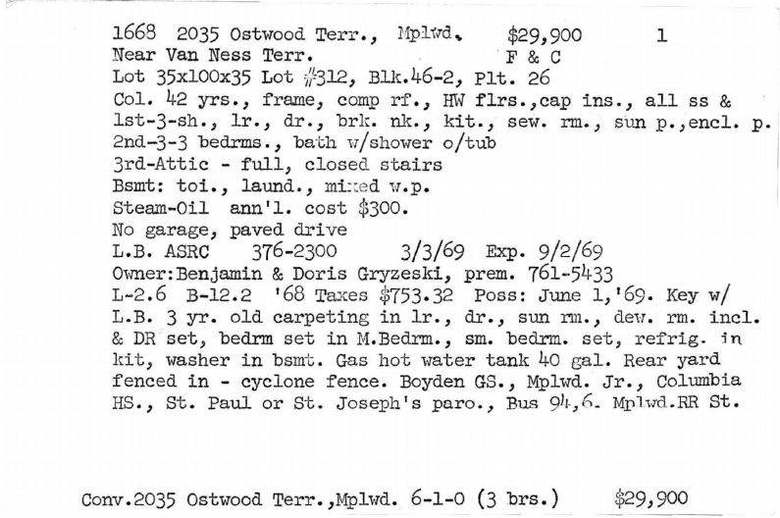 1668 2035 Ostwood Terr., Mplwd. $29,900 1
Near Van Ness Terr. F & C
Lot 35x100x35 Lot #312, Blk.46-2, Plt. 26
Col. 42 yrs., frame, comp rf., HW flrs.,cap ins., all ss &
1st-3-sh., lr., dr., brk. nk., kit., sew. rm., sun p.,encl. p.
2nd-3-3 bedrms., bath w/shower o/tub
3rd-Attic - full, closed stairs
Bsmt: toi., laund., mixed w.p.
Steam-Oil ann'l. cost $300.
No garage, paved drive
L.B. ASRC 376-2300 3/3/69 Exp. 9/2/69
Owner:Benjamin & Doris Gryzeski, prem. 761-5433
L-2.6 B-12.2 '68 Taxes $753.32 Poss: June 1,'69. Key w/
L.B. 3 yr. old carpeting in lr., dr., sun rm., dew. rm. incl.
& DR set, bedrm set in M.Bedrm., sm. bedrm. set, refrig. in
kit, washer in bsmt. Gas hot water tank 40 gal. Rear yard
fenced in - cyclone fence. Boyden GS., Mplwd. Jr., Columbia
HS., St. Paul or St. Joseph's paro., Bus 94,6. Mplwd.RR St.
Conv.2035 Ostwood Terr.,Mplwd. 6-1-0 (3 brs.) $29,900